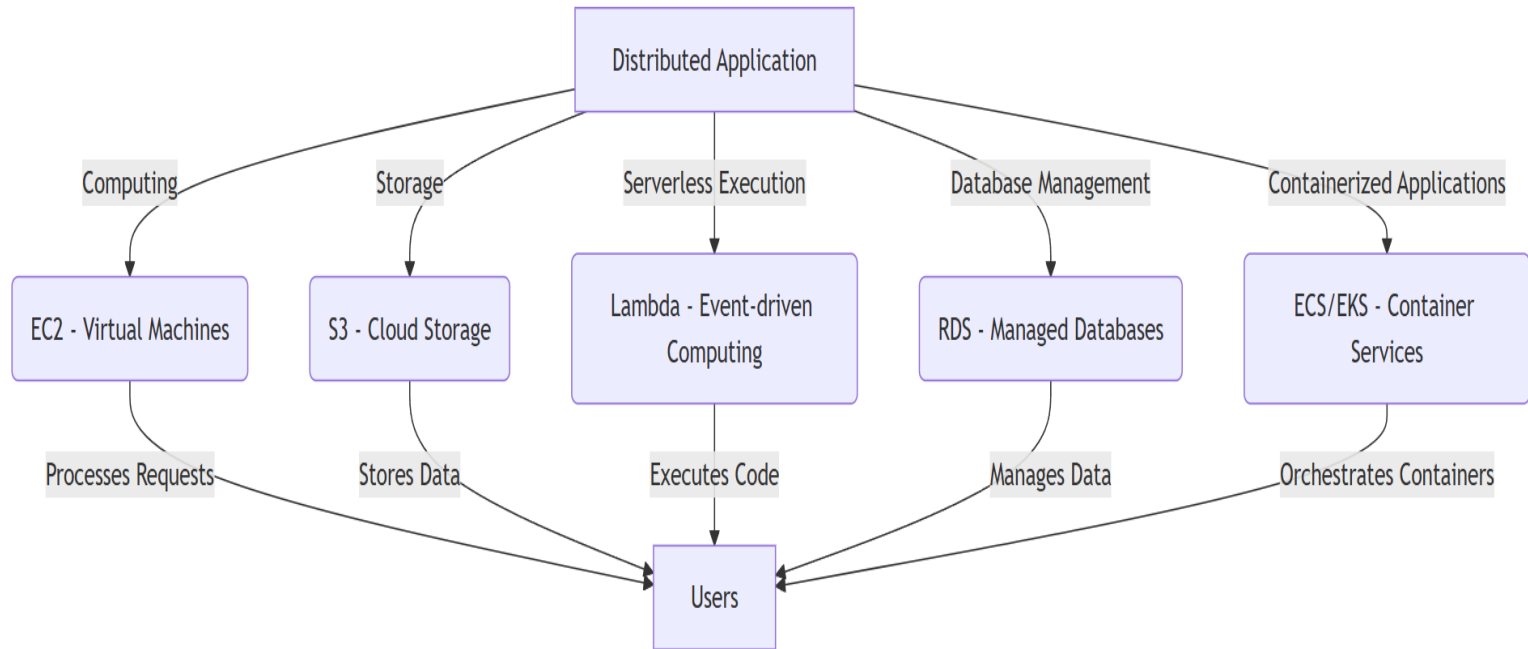 Distributed Application
Computing
Storage
Serverless Execution
Database Management
Containerized Applications
EC2 - Virtual Machines
S3 - Cloud Storage
Lambda - Event-driven
Computing
RDS - Managed Databases
ECS/EKS - Container
Services
Processes Requests
Stores Data
Executes Code
Manages Data
Orchestrates Containers
Users